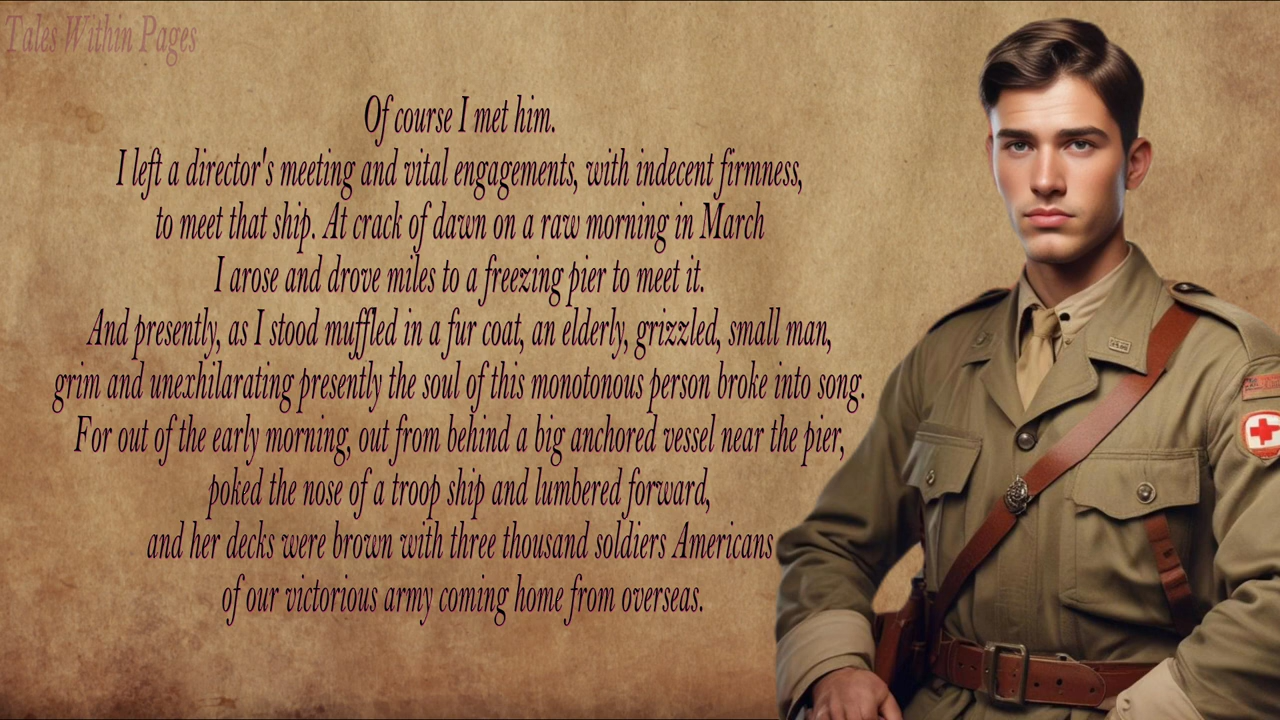 Tales Within Pages
Of course I met him.
I left a director's meeting and vital engagements, with indecent firmness,
to meet that ship. At crack of dawn on a raw morning in March
I arose and drove miles to a freezing pier to meet it.
And presently, as I stood muffled in a fur coat, an elderly, grizzled, small man,
grim and unexhilarating presently the soul of this monotonous person broke into song.
For out of the early morning, out from behind a big anchored vessel near the pier,
poked the nose of a troop ship and lumbered forward,
and her decks were brown with three thousand soldiers Americans
of our victorious army coming home from overseas.